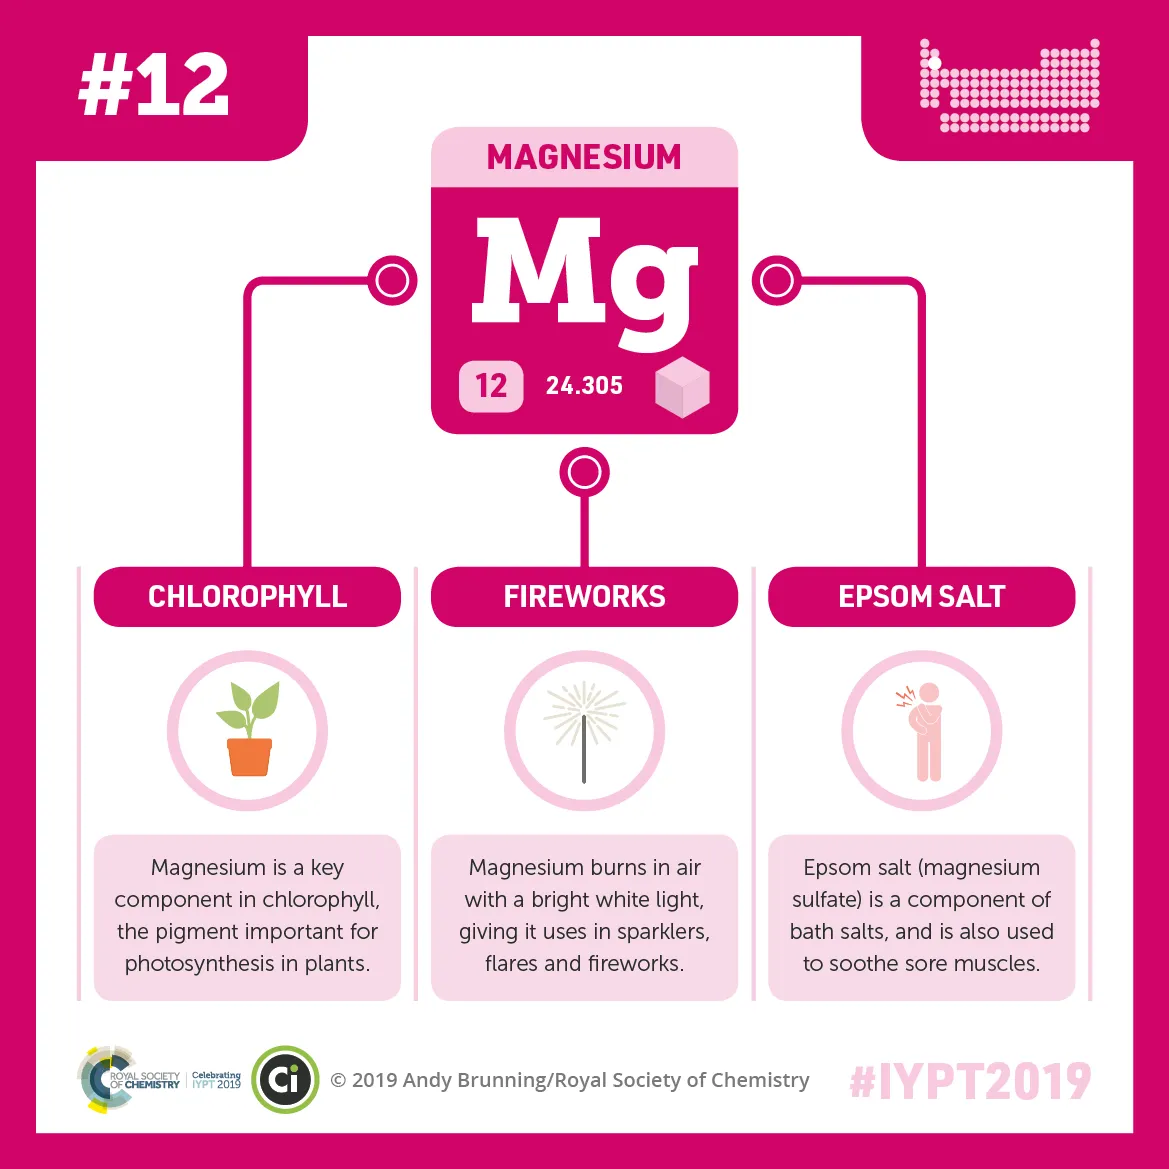 #12
MAGNESIUM
Mg
12 24.305
CHLOROPHYLL
Magnesium is a key
component in chlorophyll,
the pigment important for
photosynthesis in plants.
FIREWORKS
Magnesium burns in air
with a bright white light,
giving it uses in sparklers,
flares and fireworks.
EPSOM SALT
Epsom salt (magnesium
sulfate) is a component of
bath salts, and is also used
to soothe sore muscles.
ROYAL SOCIETY
OF CHEMISTRY
Celebrating
IYPT 2019
Ci
© 2019 Andy Brunning/Royal Society of Chemistry
#IYPT2019